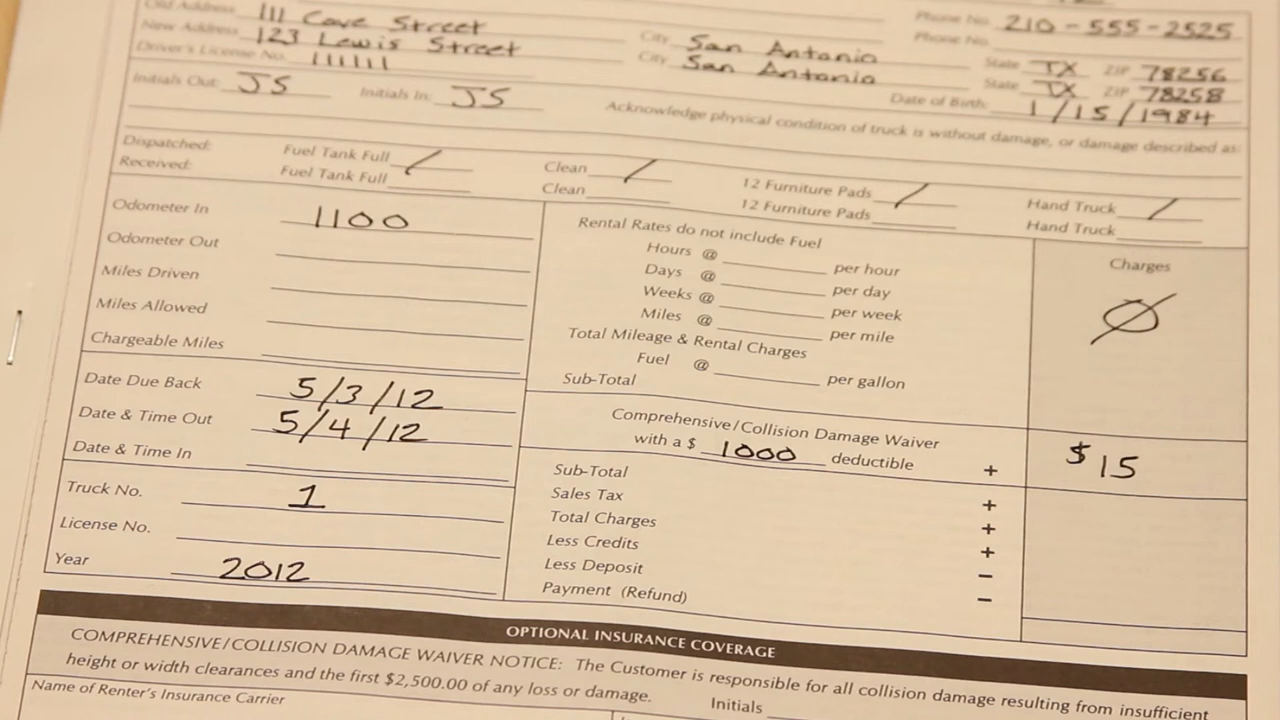 Old Address 111 Cove Street Phone No. 210-555-2525
New Address 123 Lewis Street City San Antonio Phone No. State TX ZIP 78256
Driver's License No. 111111 City San Antonio State TX ZIP 78258
Initials Out: JS Initials In: JS Date of Birth: 1/15/1984
Acknowledge physical condition of truck is without damage, or damage described as:
Dispatched: Fuel Tank Full / Clean / 12 Furniture Pads / Hand Truck /
Received: Fuel Tank Full Clean 12 Furniture Pads Hand Truck
Odometer In 1100
Odometer Out
Miles Driven
Miles Allowed
Chargeable Miles
Date Due Back 5/3/12
Date & Time Out 5/4/12
Date & Time In
Truck No. 1
License No.
Year 2012
Rental Rates do not include Fuel
Hours @ per hour
Days @ per day
Weeks @ per week
Miles @ per mile
Total Mileage & Rental Charges
Fuel @ per gallon
Sub-Total
Charges
Ø
Comprehensive/Collision Damage Waiver
with a $ 1000 deductible + $15
Sub-Total
Sales Tax +
Total Charges +
Less Credits +
Less Deposit –
Payment (Refund) –
OPTIONAL INSURANCE COVERAGE
COMPREHENSIVE/COLLISION DAMAGE WAIVER NOTICE: The Customer is responsible for all collision damage resulting from insufficient
height or width clearances and the first $2,500.00 of any loss or damage. Initials
Name of Renter's Insurance Carrier